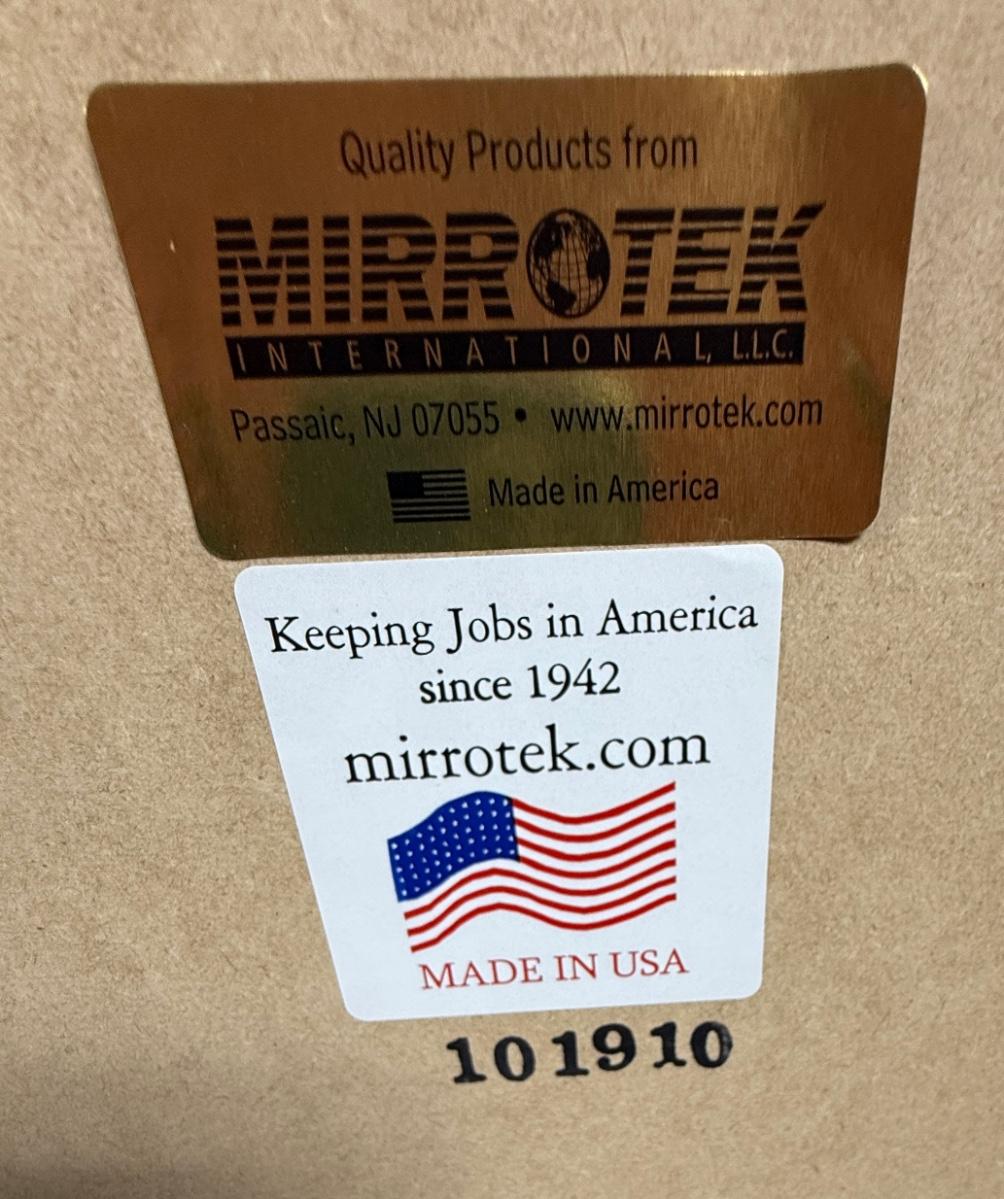 Quality Products from
MIRROTEK
INTERNATIONAL, L.L.C.
Passaic, NJ 07055 • www.mirrotek.com
Made in America
Keeping Jobs in America
since 1942
mirrotek.com
MADE IN USA
101910